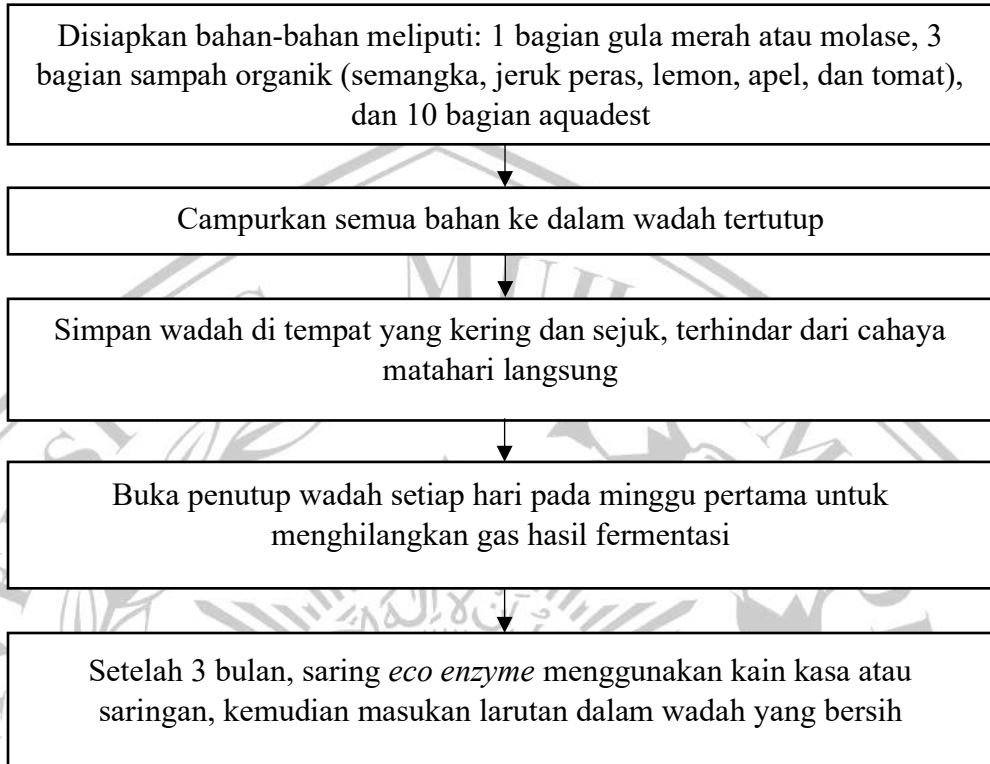 Disiapkan bahan-bahan meliputi: 1 bagian gula merah atau molase, 3
bagian sampah organik (semangka, jeruk peras, lemon, apel, dan tomat),
dan 10 bagian aquadest
Campurkan semua bahan ke dalam wadah tertutup
Simpan wadah di tempat yang kering dan sejuk, terhindar dari cahaya
matahari langsung
Buka penutup wadah setiap hari pada minggu pertama untuk
menghilangkan gas hasil fermentasi
Setelah 3 bulan, saring eco enzyme menggunakan kain kasa atau
saringan, kemudian masukan larutan dalam wadah yang bersih